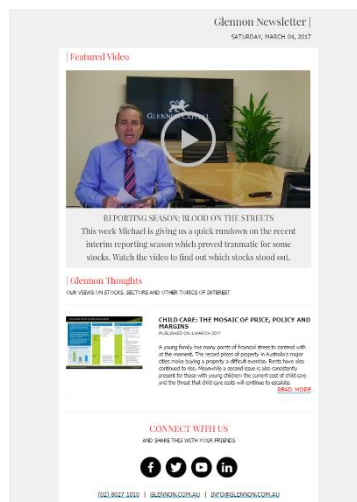 Glennon Newsletter |
SATURDAY, MARCH 04, 2017
| Featured Video
GLENNON CAPITAL
REPORTING SEASON: BLOOD ON THE STREETS
This week Michael is giving us a quick rundown on the recent
interim reporting season which proved traumatic for some
stocks. Watch the video to find out which stocks stood out.
| Glennon Thoughts
OUR VIEWS ON STOCKS, SECTORS AND OTHER TOPICS OF INTEREST
CHILD CARE: THE MOSAIC OF PRICE, POLICY AND
MARGINS
PUBLISHED ON 4 MARCH 2017
A young family has many points of financial stress to contend with
at the moment. The record prices of property in Australia's major
cities make buying a property a difficult exercise. Rents have also
continued to rise. Meanwhile a second issue is also consistently
present for those with young children: the current cost of child care
and the threat that child care costs will continue to escalate.
READ MORE
CONNECT WITH US
AND SHARE THIS WITH YOUR FRIENDS
(02) 8027 1010 | GLENNON.COM.AU | INFO@GLENNON.COM.AU